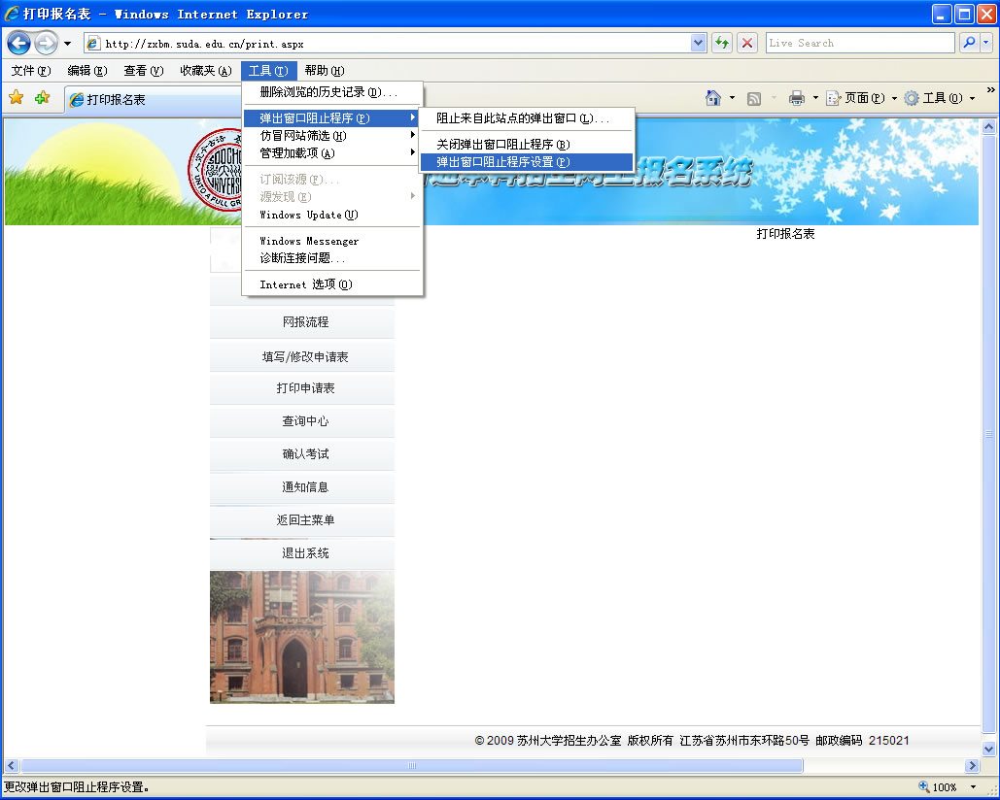 打印报名表 - Windows Internet Explorer
http://zxbm.suda.edu.cn/print.aspx
Live Search
文件(F) 编辑(E) 查看(V) 收藏夹(A) 工具(T) 帮助(H)
打印报名表
页面(P) 工具(O) »
删除浏览的历史记录(D)...
弹出窗口阻止程序(P)
仿冒网站筛选(H)
管理加载项(A)
订阅该源(F)...
源发现(E)
Windows Update(U)
Windows Messenger
诊断连接问题...
Internet 选项(O)
阻止来自此站点的弹出窗口(L)...
关闭弹出窗口阻止程序(B)
弹出窗口阻止程序设置(P)
报名系统
打印报名表
网报流程
填写/修改申请表
打印申请表
查询中心
确认考试
通知信息
返回主菜单
退出系统
© 2009 苏州大学招生办公室 版权所有 江苏省苏州市东环路50号 邮政编码 215021
更改弹出窗口阻止程序设置。
100%